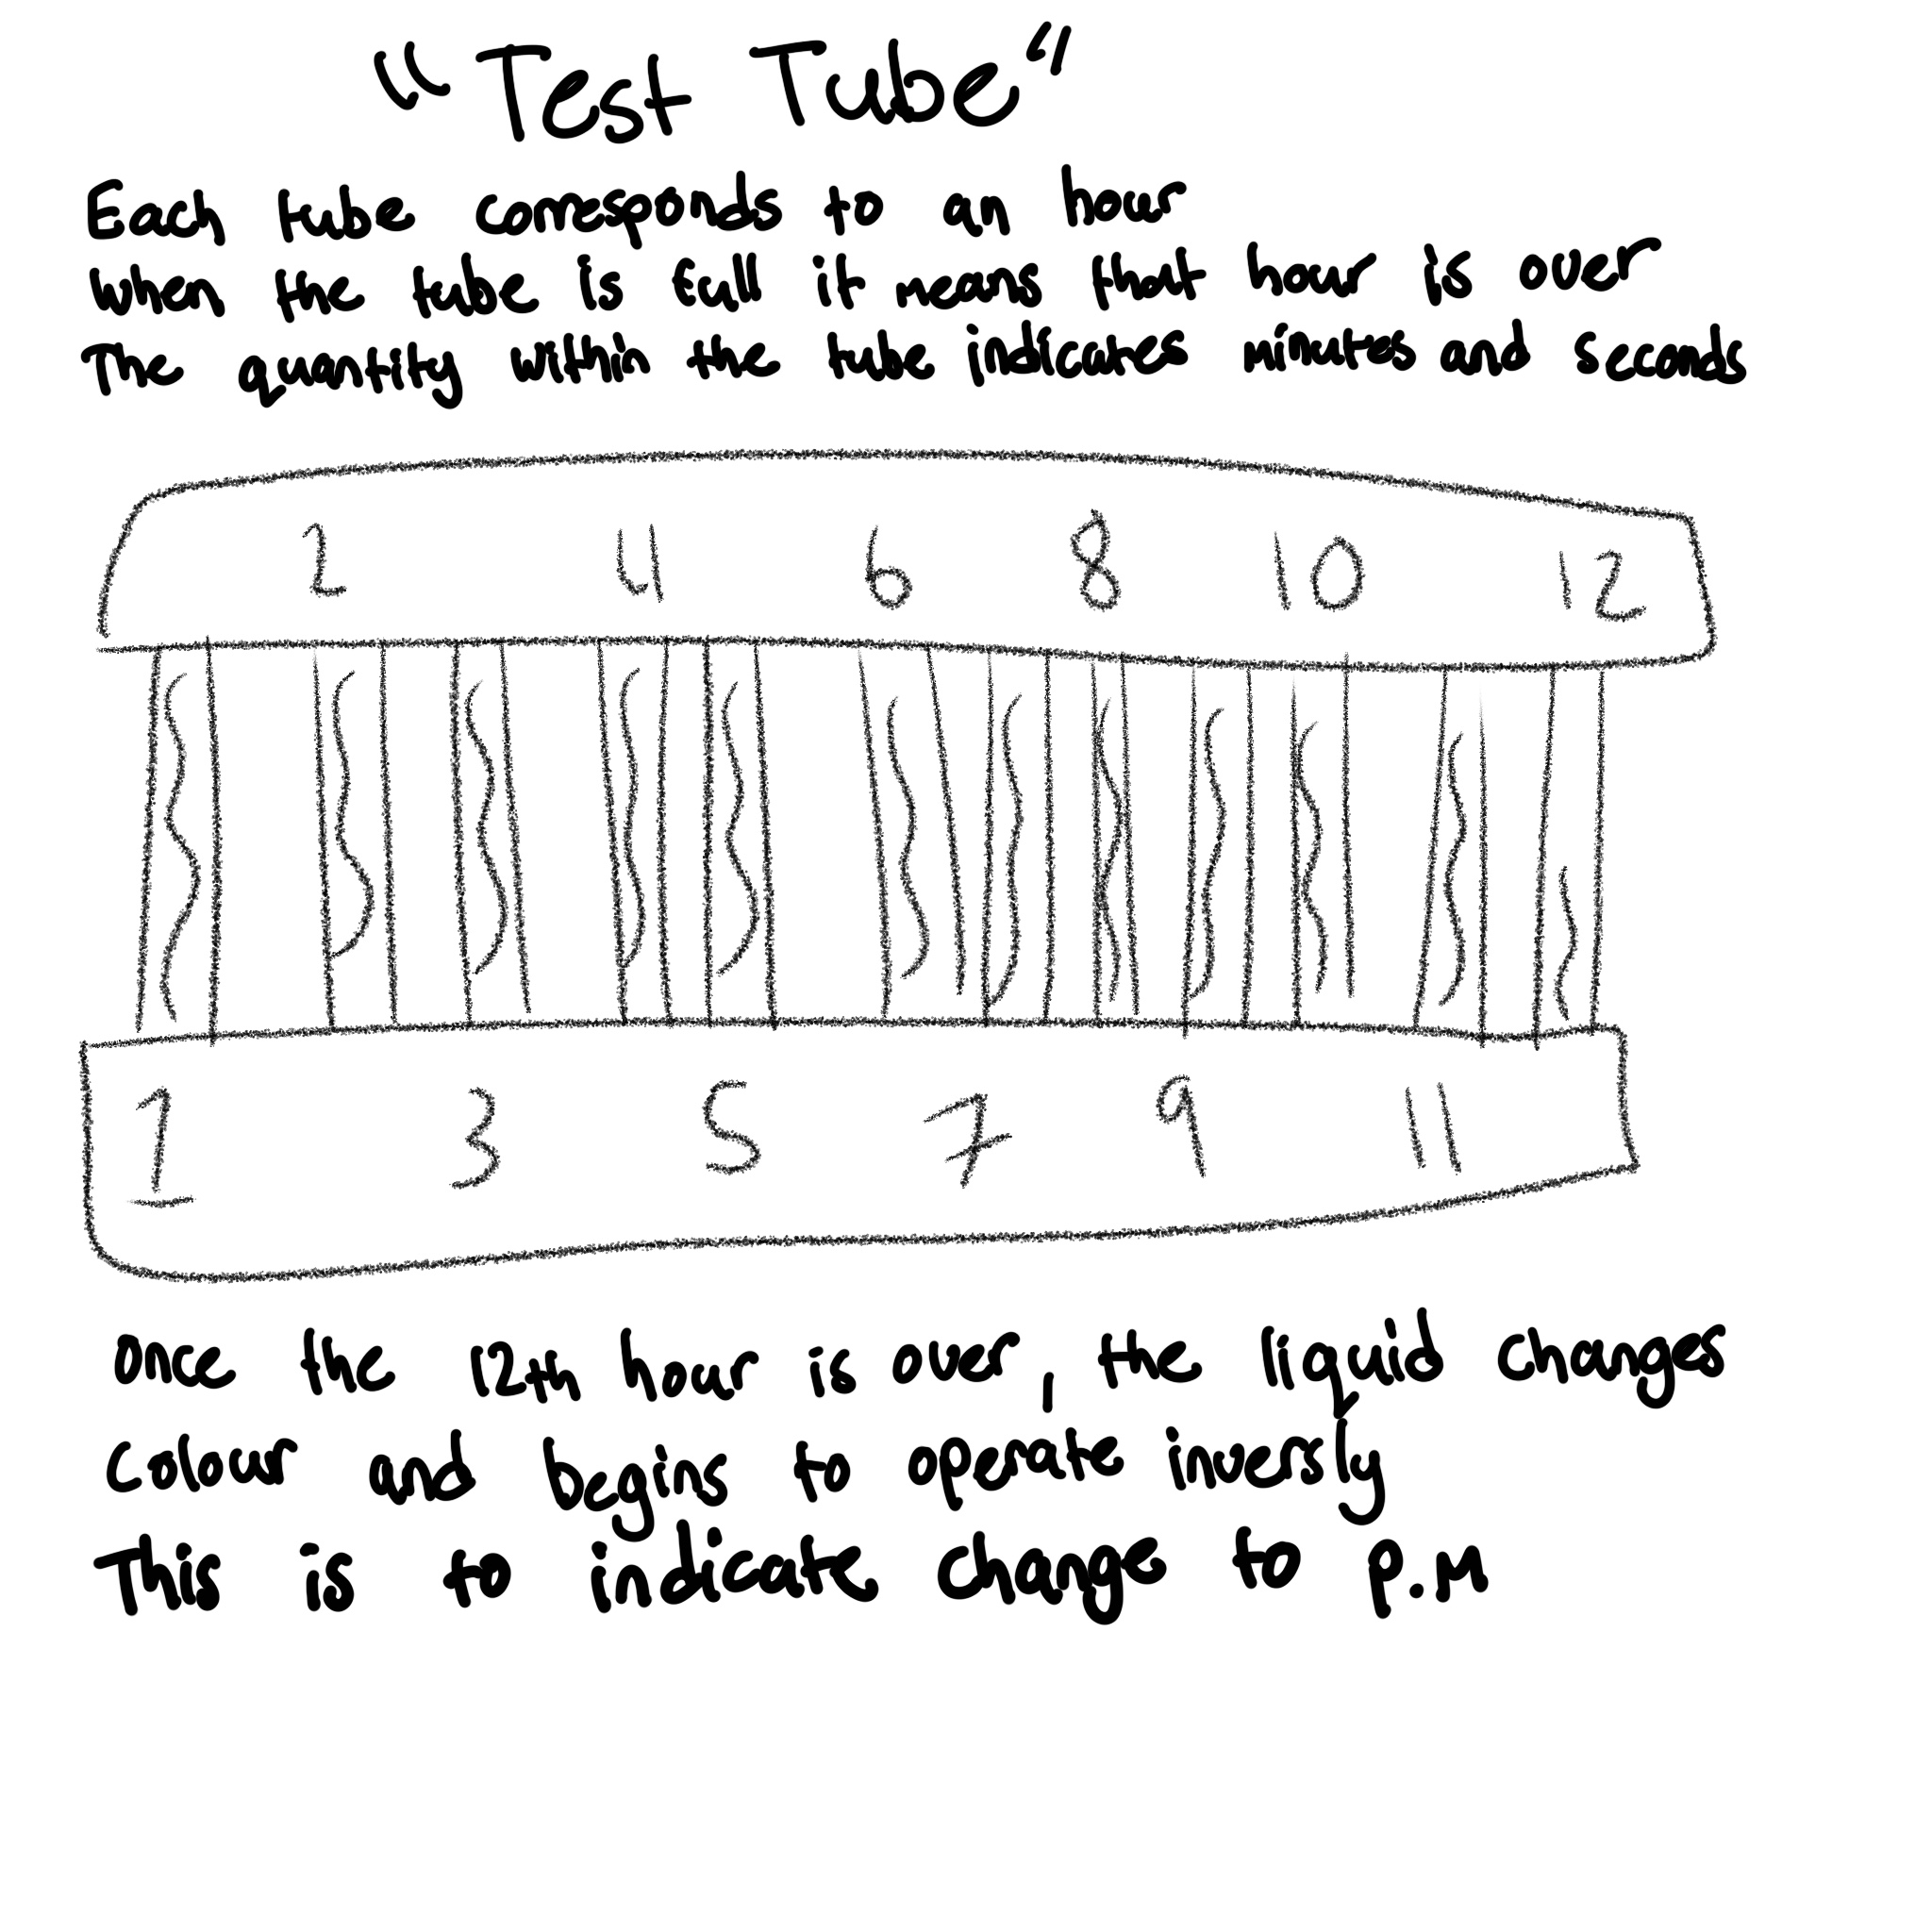 "Test Tube"
Each tube corresponds to an hour
When the tube is full it means that hour is over
The quantity within the tube indicates minutes and seconds
2 4 6 8 10 12
1 3 5 7 9 11
Once the 12th hour is over, the liquid changes
colour and begins to operate inversly
This is to indicate change to p.m